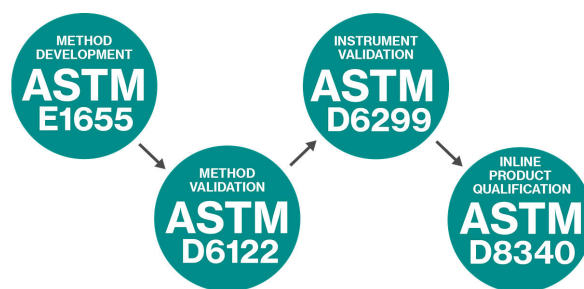 METHOD
DEVELOPMENT
ASTM
E1655
METHOD
VALIDATION
ASTM
D6122
INSTRUMENT
VALIDATION
ASTM
D6299
INLINE
PRODUCT
QUALIFICATION
ASTM
D8340